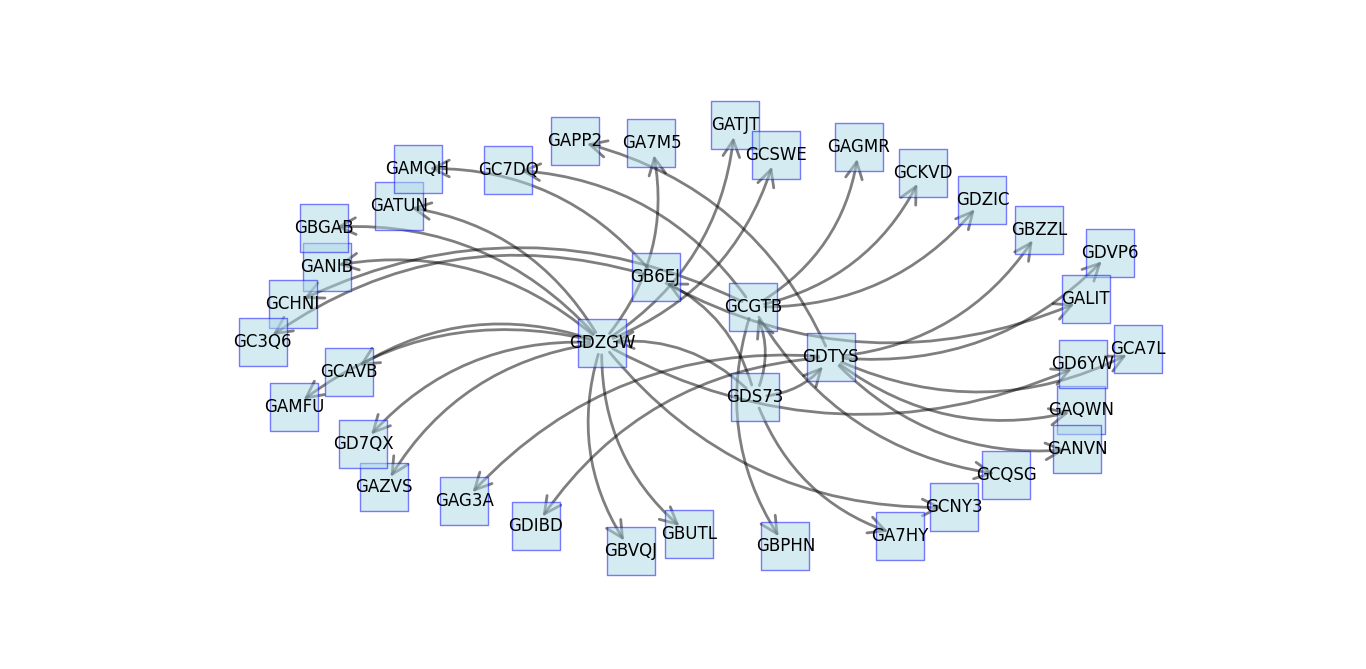 GATJT
GAPP2
GA7M5
GCSWE
GAGMR
GAMQH
GC7DQ
GCKVD
GDZIC
GATUN
GBGAB
GBZZL
GDVP6
GANIB
GB6EJ
GCHNI
GCGTB
GALIT
GC3Q6
GDZGW
GDTYS
GCA7L
GD6YW
GCAVB
GDS73
GAMFU
GAQWN
GD7QX
GANVN
GCQSG
GAZVS
GAG3A
GCNY3
GDIBD
GBUTL
GA7HY
GBPHN
GBVQJ